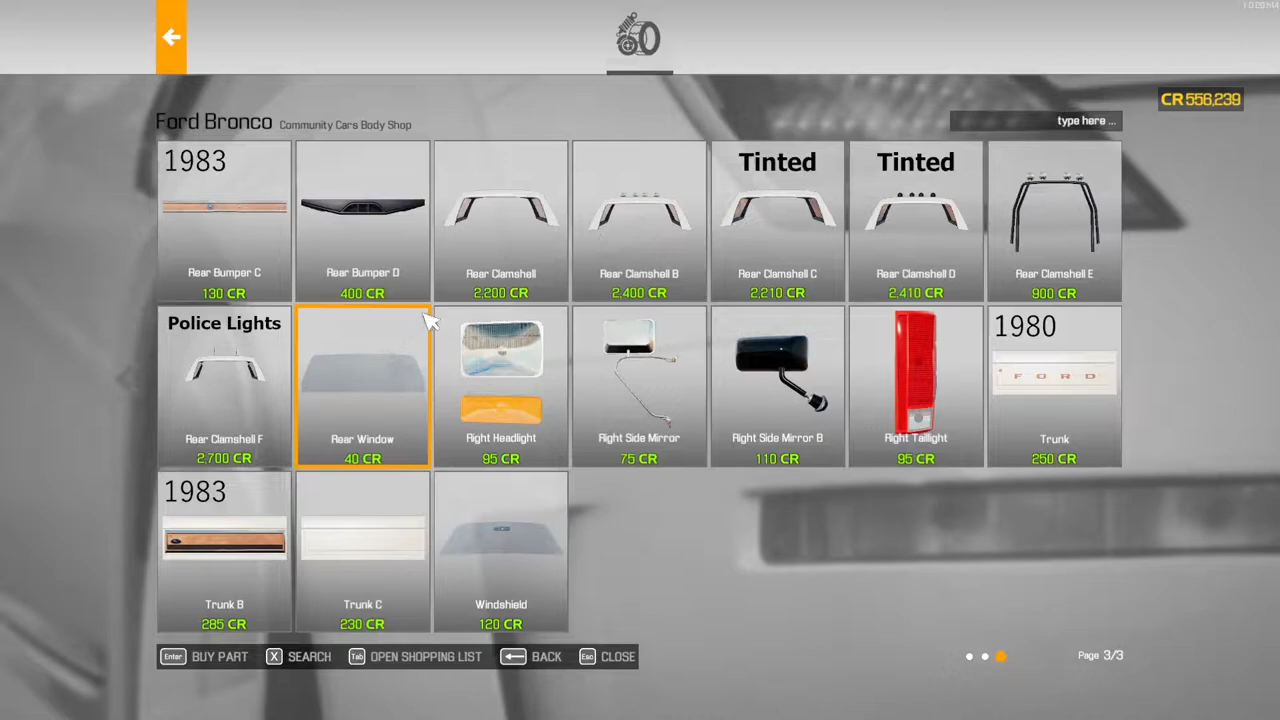 1.0.29.h14
CR 556,239
Ford Bronco Community Cars Body Shop
type here ...
1983
Rear Bumper C
130 CR
Rear Bumper D
400 CR
Rear Clamshell
2,200 CR
Rear Clamshell B
2,400 CR
Tinted
Rear Clamshell C
2,210 CR
Tinted
Rear Clamshell D
2,410 CR
Rear Clamshell E
900 CR
Police Lights
Rear Clamshell F
2,700 CR
Rear Window
40 CR
Right Headlight
95 CR
Right Side Mirror
75 CR
Right Side Mirror B
110 CR
Right Taillight
95 CR
1980
FORD
Trunk
250 CR
1983
Trunk B
285 CR
Trunk C
230 CR
Windshield
120 CR
Enter BUY PART X SEARCH Tab OPEN SHOPPING LIST BACK Esc CLOSE
Page 3/3